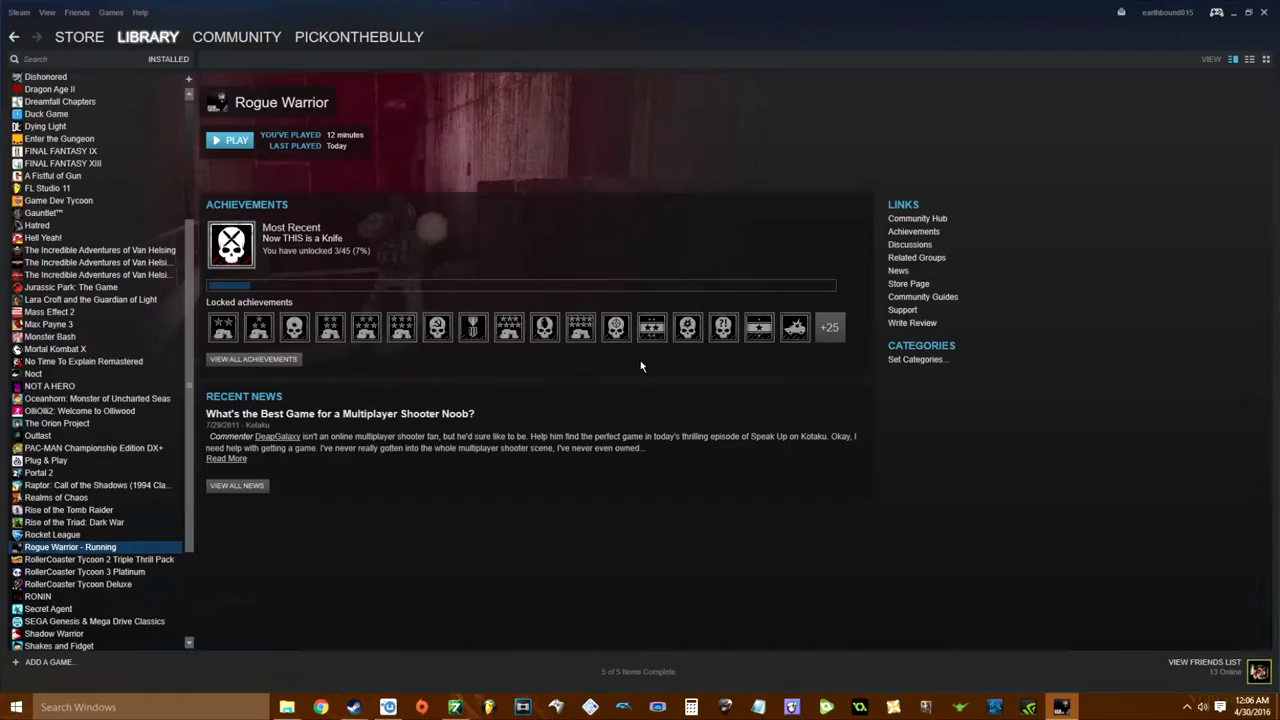 Steam View Friends Games Help
earthbound015
STORE LIBRARY COMMUNITY PICKONTHEBULLY
Search INSTALLED
VIEW
Dishonored
Dragon Age II
Dreamfall Chapters
Duck Game
Dying Light
Enter the Gungeon
FINAL FANTASY IX
FINAL FANTASY XIII
A Fistful of Gun
FL Studio 11
Game Dev Tycoon
Gauntlet™
Hatred
Hell Yeah!
The Incredible Adventures of Van Helsing
The Incredible Adventures of Van Helsi...
The Incredible Adventures of Van Helsi...
Jurassic Park: The Game
Lara Croft and the Guardian of Light
Mass Effect 2
Max Payne 3
Monster Bash
Mortal Kombat X
No Time To Explain Remastered
Noct
NOT A HERO
Oceanhorn: Monster of Uncharted Seas
OlliOlli2: Welcome to Olliwood
The Orion Project
Outlast
PAC-MAN Championship Edition DX+
Plug & Play
Portal 2
Raptor: Call of the Shadows (1994 Cla...
Realms of Chaos
Rise of the Tomb Raider
Rise of the Triad: Dark War
Rocket League
Rogue Warrior - Running
RollerCoaster Tycoon 2 Triple Thrill Pack
RollerCoaster Tycoon 3 Platinum
RollerCoaster Tycoon Deluxe
RONIN
Secret Agent
SEGA Genesis & Mega Drive Classics
Shadow Warrior
Shakes and Fidget
+ ADD A GAME...
Rogue Warrior
PLAY
YOU'VE PLAYED 12 minutes
LAST PLAYED Today
ACHIEVEMENTS
Most Recent
Now THIS is a Knife
You have unlocked 3/45 (7%)
Locked achievements
+25
VIEW ALL ACHIEVEMENTS
RECENT NEWS
What's the Best Game for a Multiplayer Shooter Noob?
7/29/2011 - Kotaku
Commenter DeapGalaxy isn't an online multiplayer shooter fan, but he'd sure like to be. Help him find the perfect game in today's thrilling episode of Speak Up on Kotaku. Okay, I
need help with getting a game. I've never really gotten into the whole multiplayer shooter scene, I've never even owned...
Read More
VIEW ALL NEWS
LINKS
Community Hub
Achievements
Discussions
Related Groups
News
Store Page
Community Guides
Support
Write Review
CATEGORIES
Set Categories...
5 of 5 Items Complete
VIEW FRIENDS LIST
13 Online
Search Windows
12:06 AM
4/30/2016